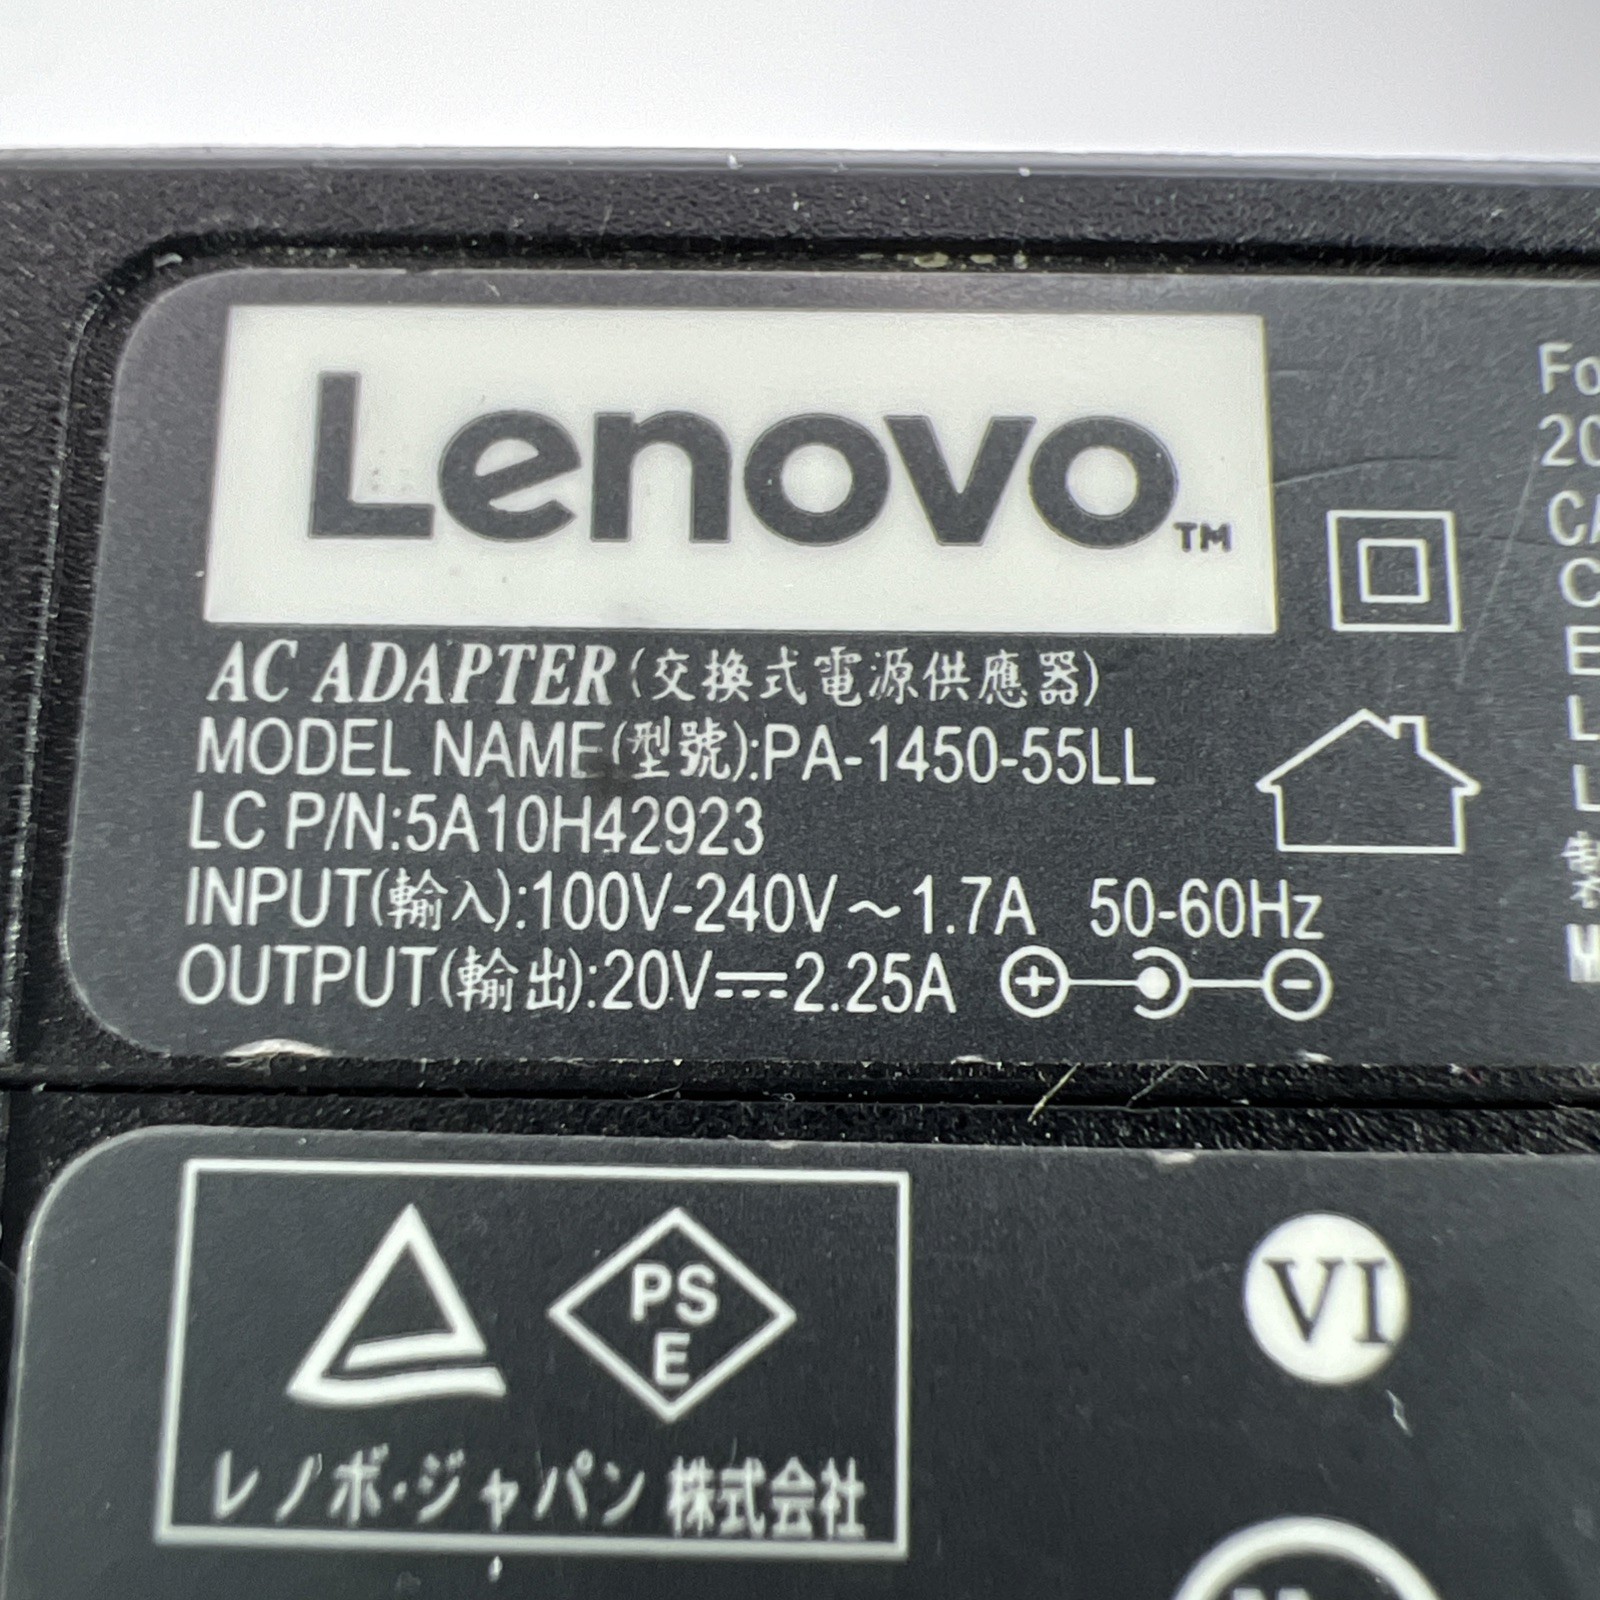 Lenovo™
AC ADAPTER(交換式電源供應器)
MODEL NAME(型號):PA-1450-55LL
LC P/N:5A10H42923
INPUT(輸入):100V-240V～1.7A 50-60Hz
OUTPUT(輸出):20V⎓2.25A
PS
E
VI
レノボ・ジャパン 株式会社